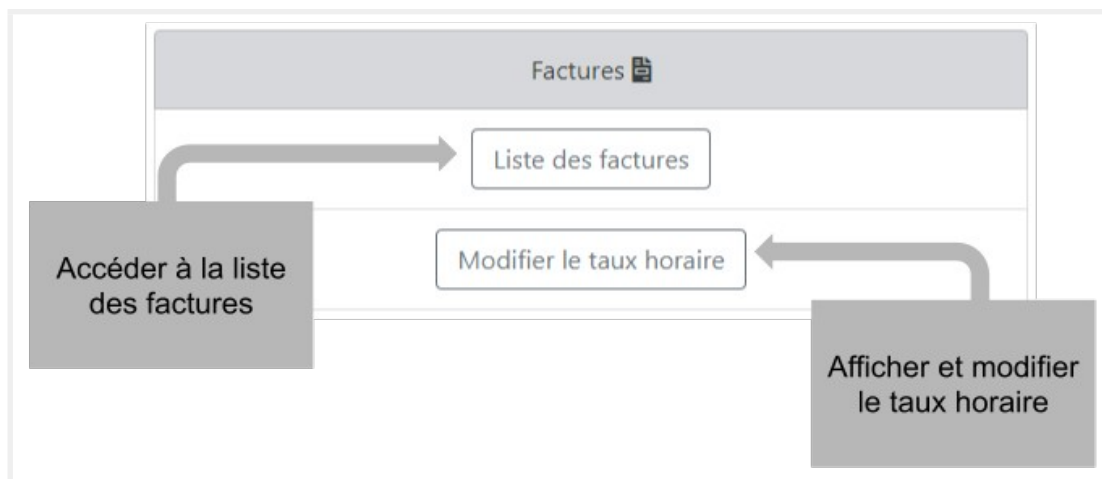 Factures
Liste des factures
Accéder à la liste
des factures
Modifier le taux horaire
Afficher et modifier
le taux horaire